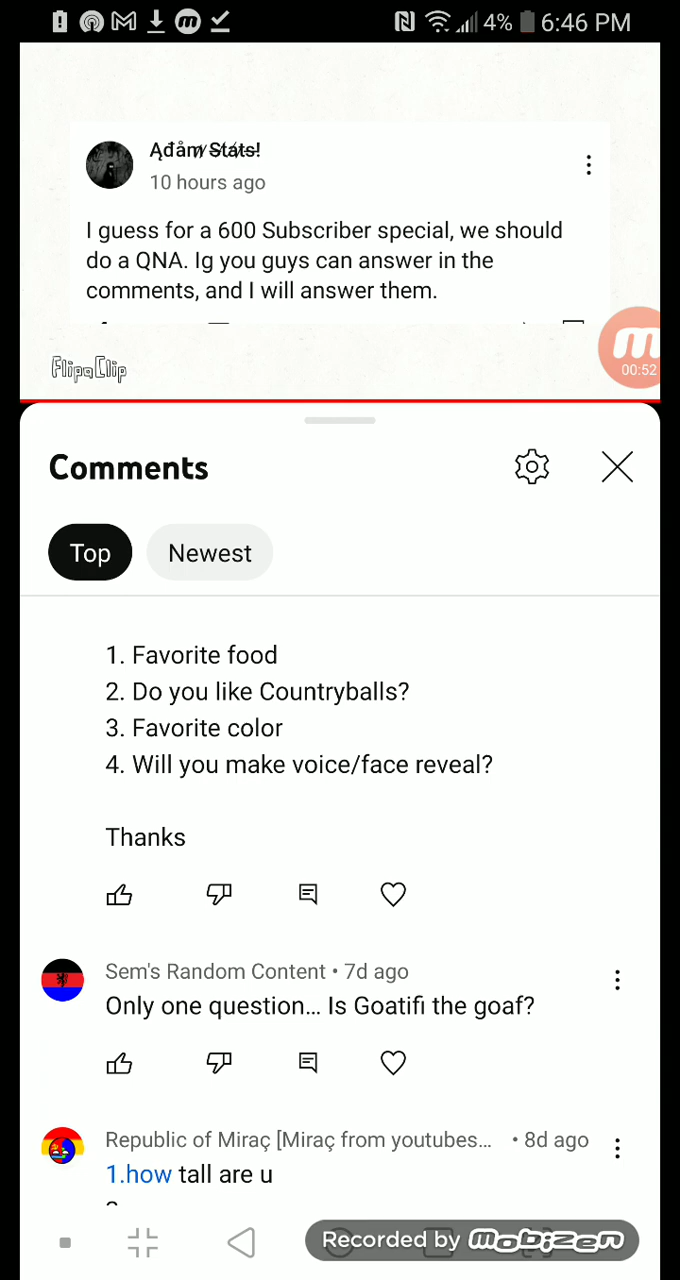 4% 6:46 PM
Ąđåm Stats!
10 hours ago
I guess for a 600 Subscriber special, we should
do a QNA. Ig you guys can answer in the
comments, and I will answer them.
FlipaClip
m
00:52
Comments
Top Newest
1. Favorite food
2. Do you like Countryballs?
3. Favorite color
4. Will you make voice/face reveal?
Thanks
Sem's Random Content • 7d ago
Only one question... Is Goatifi the goaf?
Republic of Miraç [Miraç from youtubes... • 8d ago
1.how tall are u
Recorded by mobizen